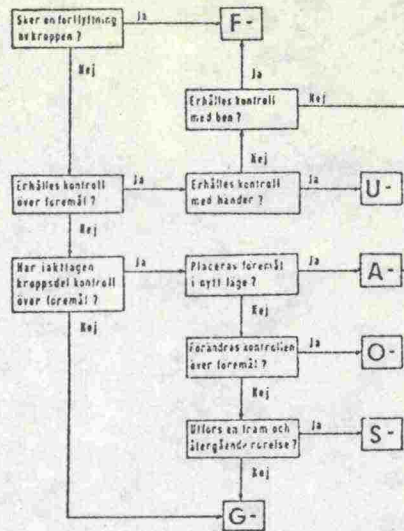 Sker en förflyttning
av kroppen ?
Ja
F-
Nej
Ja
Erhålles kontroll
med ben ?
Nej
Nej
Erhålles kontroll
över föremål ?
Ja
Erhålles kontroll
med händer ?
Ja
U-
Nej
Har iakttagen
kroppsdel kontroll
över föremål ?
Ja
Placeras föremål
i nytt läge ?
Ja
A-
Nej
Nej
Förändras kontrollen
över föremål ?
Ja
O-
Nej
Utförs en fram och
återgående rörelse ?
Ja
S-
Nej
G-